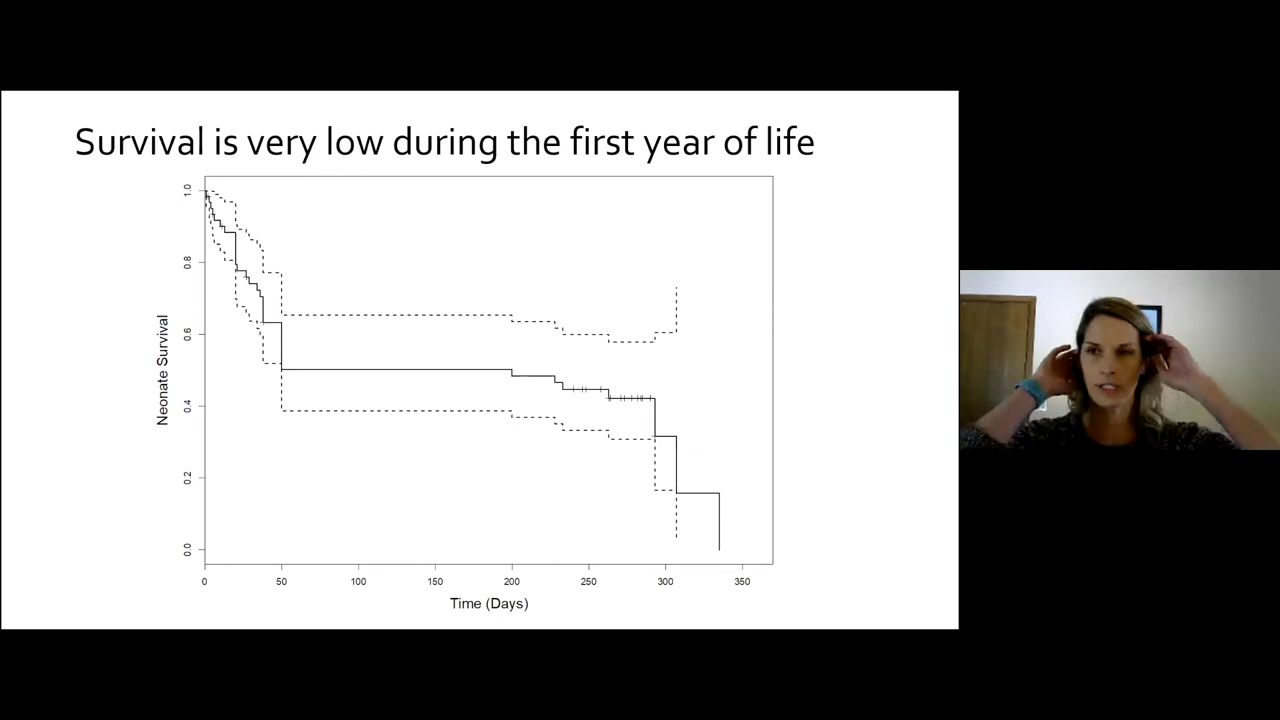 Survival is very low during the first year of life
1.0
0.8
0.6
0.4
0.2
0.0
Neonate Survival
0 50 100 150 200 250 300 350
Time (Days)